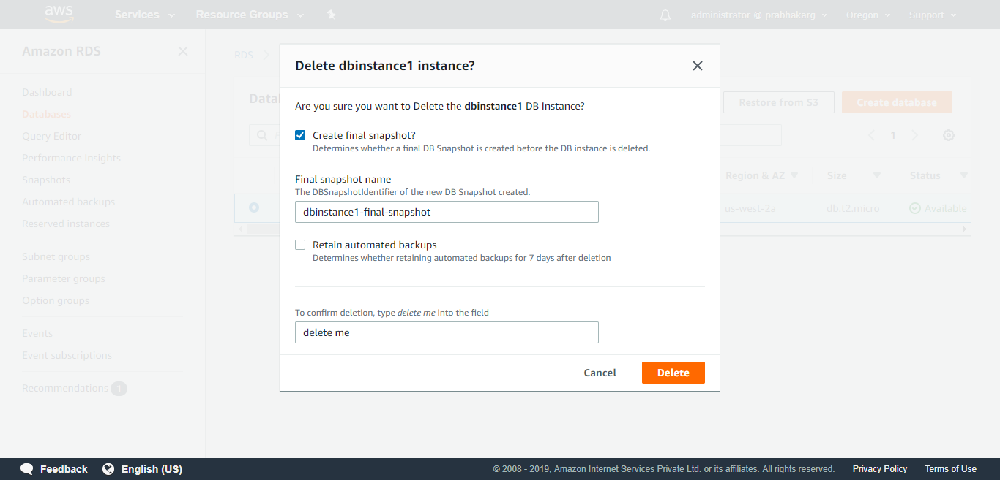 aws
Services
Resource Groups
administrator @ prabhakarg
Oregon
Support
Amazon RDS
Dashboard
Databases
Query Editor
Performance Insights
Snapshots
Automated backups
Reserved instances
Subnet groups
Parameter groups
Option groups
Events
Event subscriptions
Recommendations 1
RDS
Restore from S3
Create database
1
Region & AZ
Size
Status
us-west-2a
db.t2.micro
Available
Delete dbinstance1 instance?
Are you sure you want to Delete the dbinstance1 DB Instance?
Create final snapshot?
Determines whether a final DB Snapshot is created before the DB instance is deleted.
Final snapshot name
The DBSnapshotIdentifier of the new DB Snapshot created.
dbinstance1-final-snapshot
Retain automated backups
Determines whether retaining automated backups for 7 days after deletion
To confirm deletion, type delete me into the field
delete me
Cancel
Delete
Feedback
English (US)
© 2008 - 2019, Amazon Internet Services Private Ltd. or its affiliates. All rights reserved.
Privacy Policy
Terms of Use